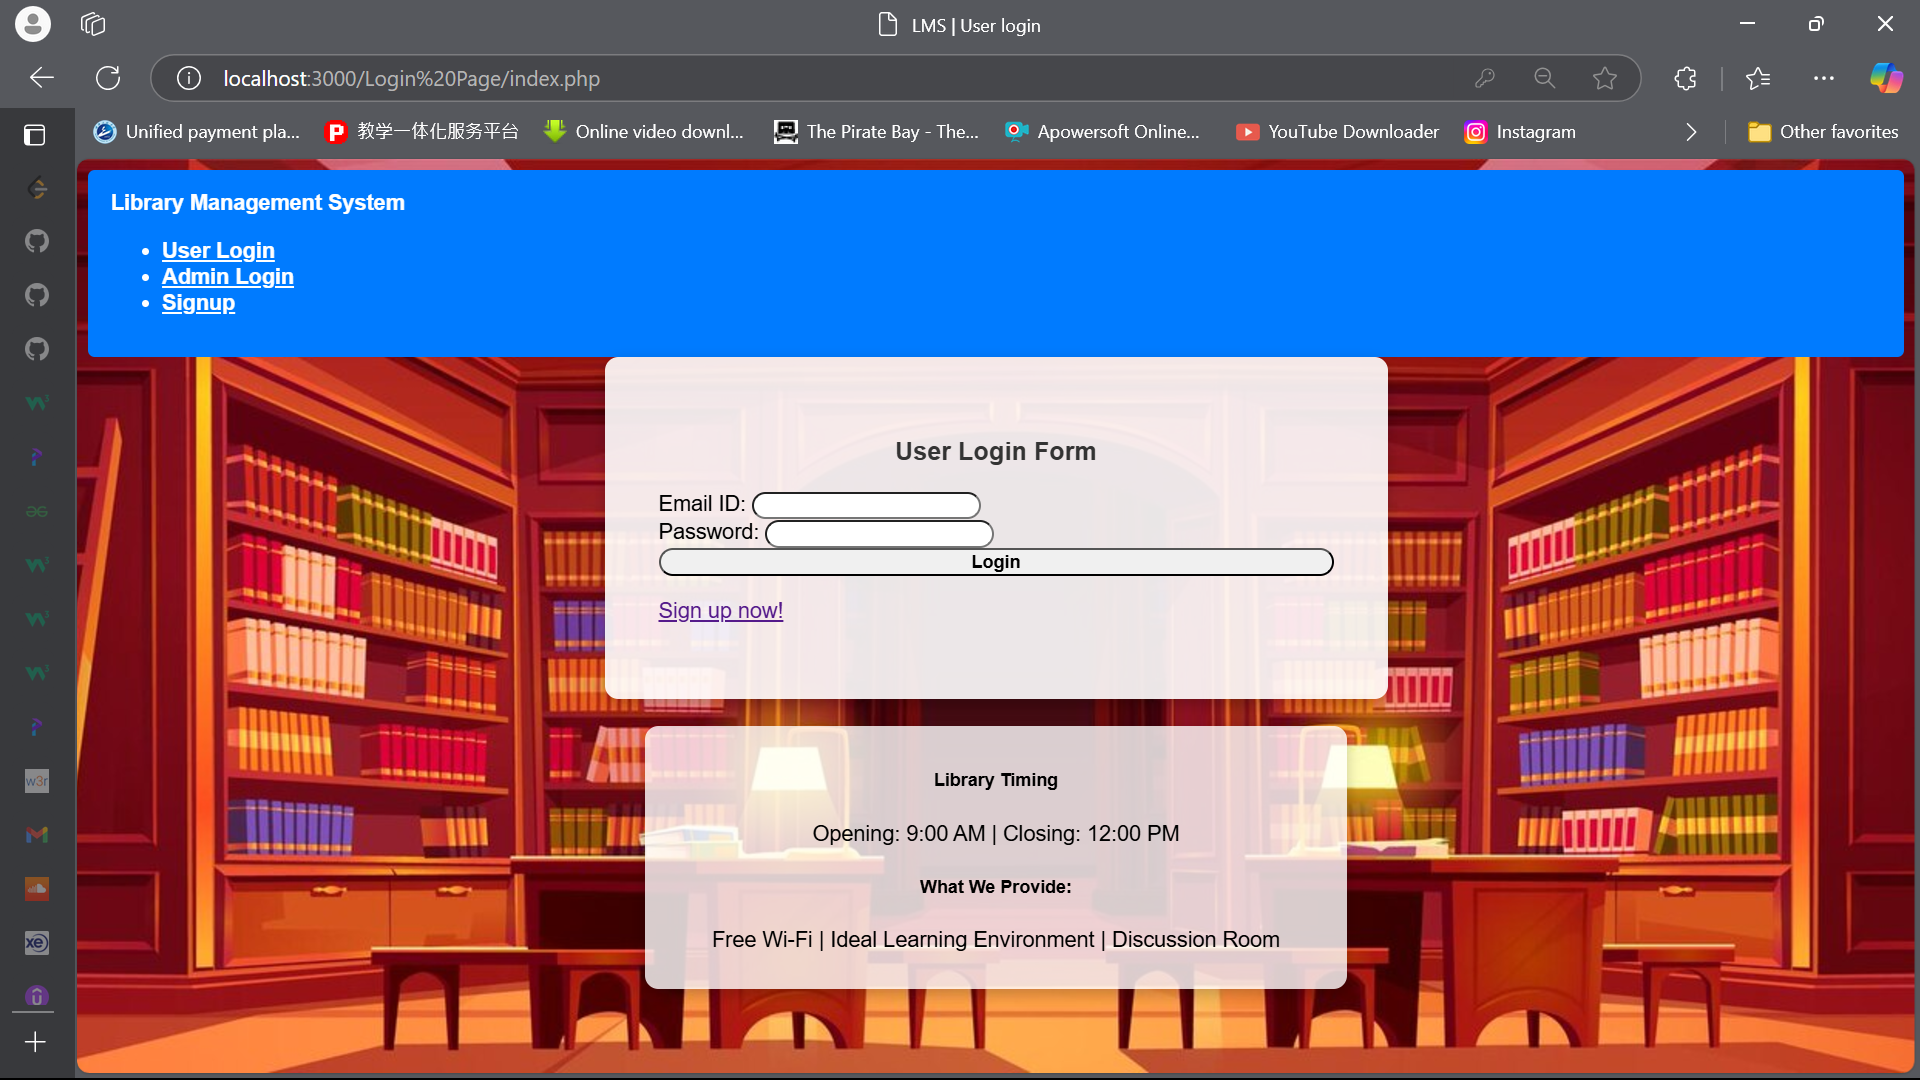 LMS | User login
localhost:3000/Login%20Page/index.php
Unified payment pla...
教学一体化服务平台
Online video downl...
The Pirate Bay - The...
Apowersoft Online...
YouTube Downloader
Instagram
Other favorites
Library Management System
User Login
Admin Login
Signup
User Login Form
Email ID:
Password:
Login
Sign up now!
Library Timing
Opening: 9:00 AM | Closing: 12:00 PM
What We Provide:
Free Wi-Fi | Ideal Learning Environment | Discussion Room
w3r
xe